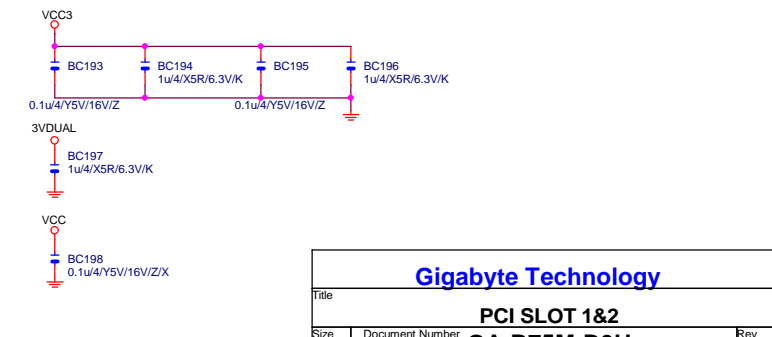 VCC3
BC193
BC194
1u/4/X5R/6.3V/K
BC195
BC196
1u/4/X5R/6.3V/K
0.1u/4/Y5V/16V/Z
0.1u/4/Y5V/16V/Z
3VDUAL
BC197
1u/4/X5R/6.3V/K
VCC
BC198
0.1u/4/Y5V/16V/Z/X
Gigabyte Technology
Title
PCI SLOT 1&2
Size Document Number Rev